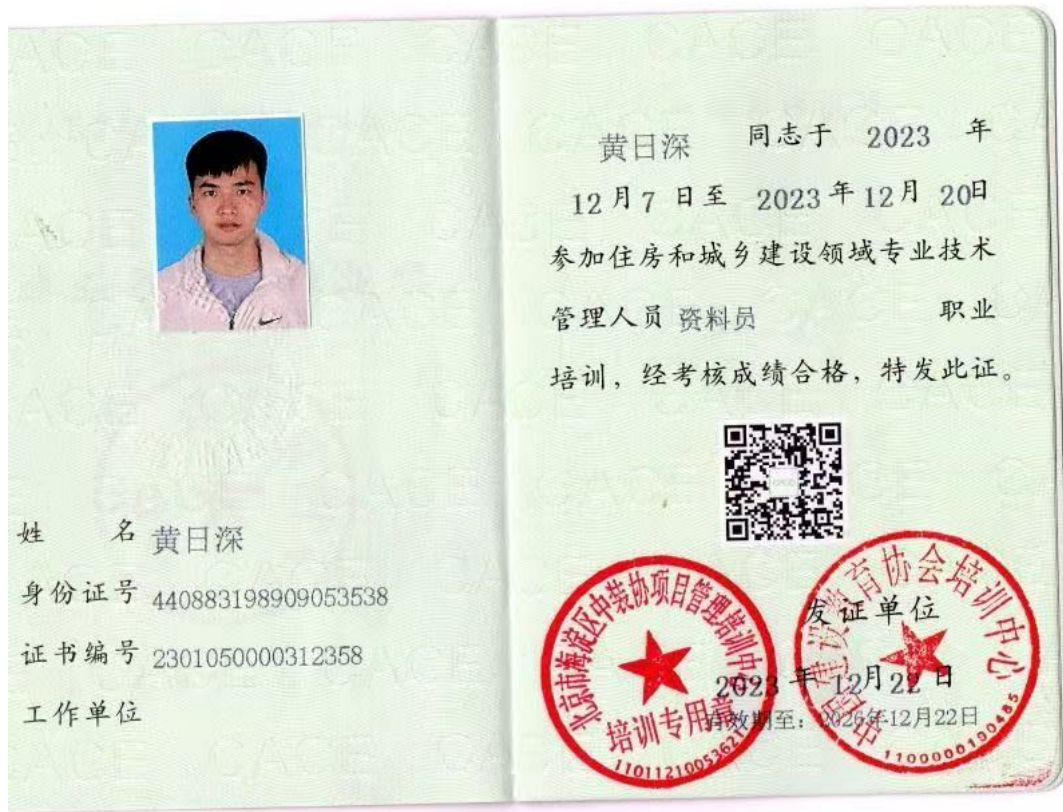 姓 名 黄日深
身份证号 440883198909053538
证书编号 2301050000312358
工作单位
黄日深 同志于 2023 年
12月7 日至 2023年12月 20日
参加住房和城乡建设领域专业技术
管理人员 资料员 职业
培训，经考核成绩合格，特发此证。
发证单位
2023 年 12月22 日
有效期至：2026年12月22日
北京市海淀区中装协项目管理培训中心
培训专用章
中国建设教育协会培训中心
1100000190485
CACE